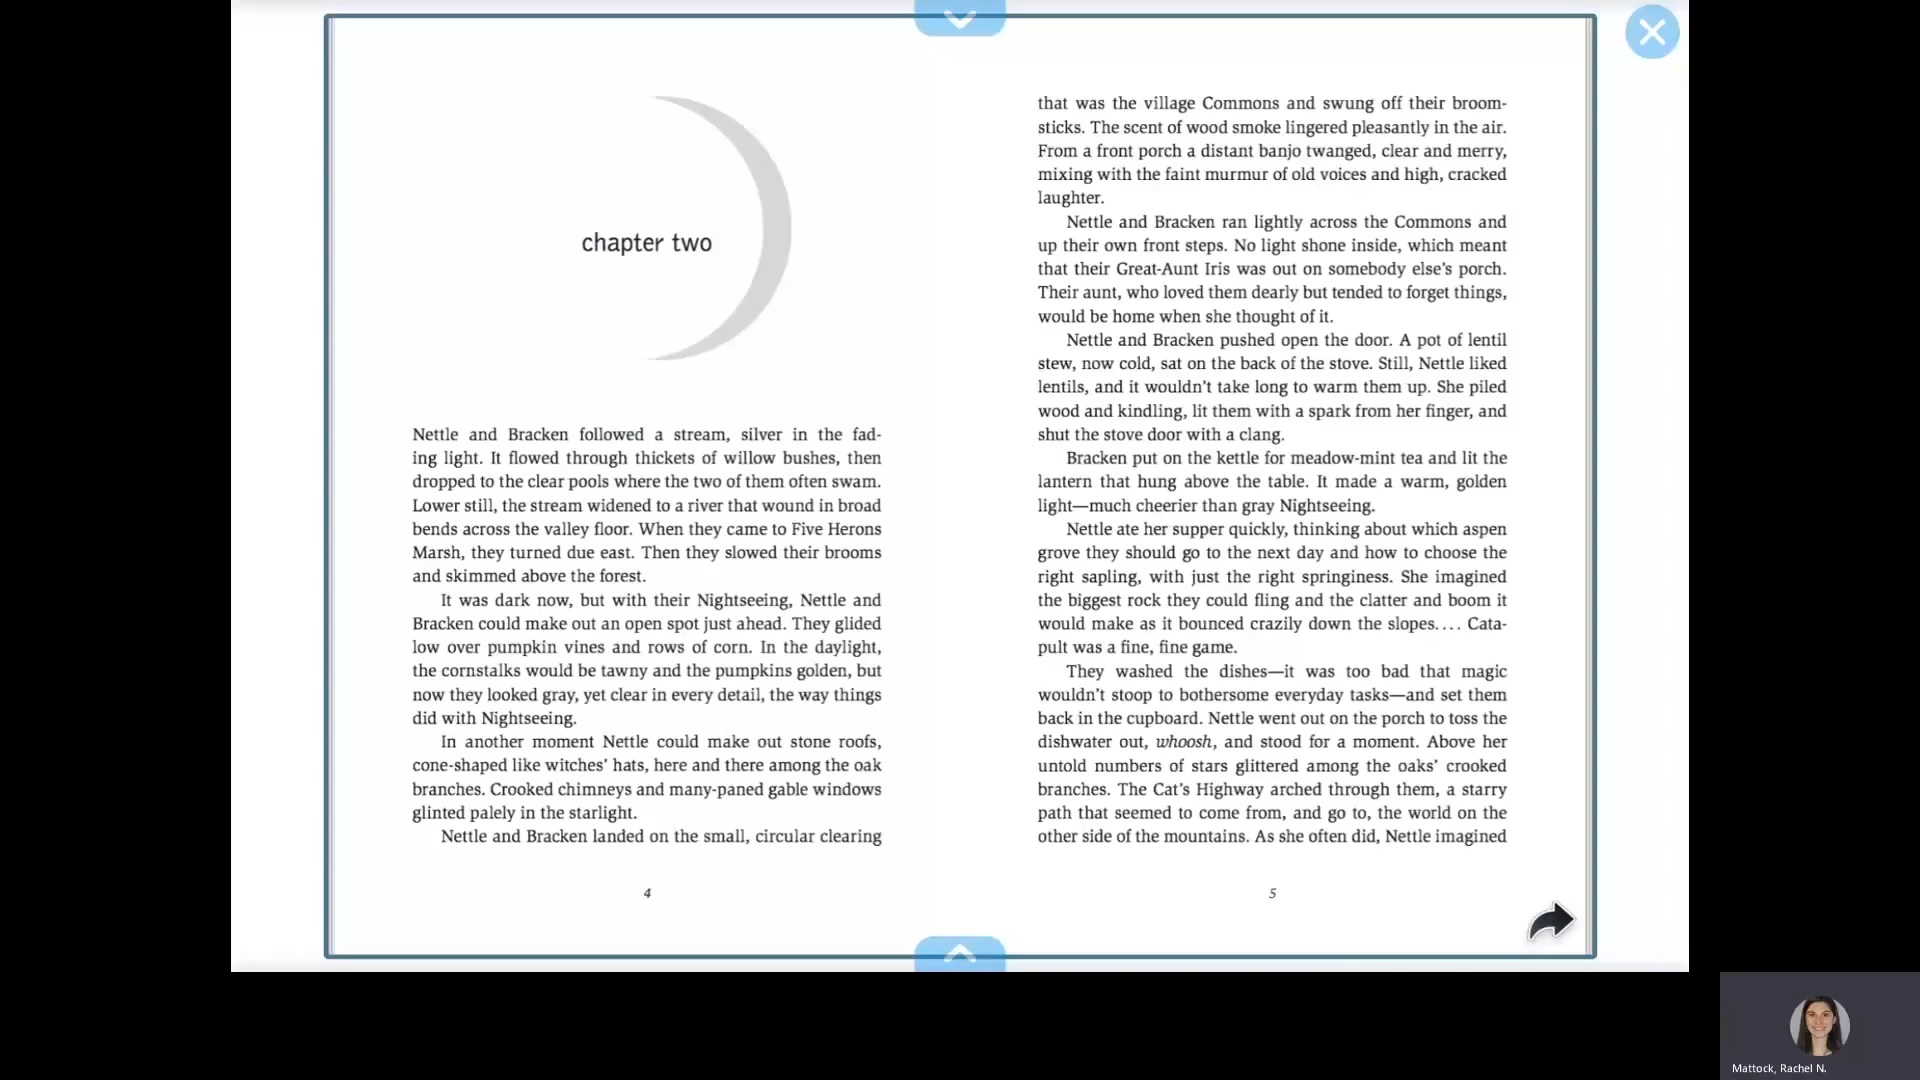 chapter two
Nettle and Bracken followed a stream, silver in the fad-
ing light. It flowed through thickets of willow bushes, then
dropped to the clear pools where the two of them often swam.
Lower still, the stream widened to a river that wound in broad
bends across the valley floor. When they came to Five Herons
Marsh, they turned due east. Then they slowed their brooms
and skimmed above the forest.
It was dark now, but with their Nightseeing, Nettle and
Bracken could make out an open spot just ahead. They glided
low over pumpkin vines and rows of corn. In the daylight,
the cornstalks would be tawny and the pumpkins golden, but
now they looked gray, yet clear in every detail, the way things
did with Nightseeing.
In another moment Nettle could make out stone roofs,
cone-shaped like witches’ hats, here and there among the oak
branches. Crooked chimneys and many-paned gable windows
glinted palely in the starlight.
Nettle and Bracken landed on the small, circular clearing
4
that was the village Commons and swung off their broom-
sticks. The scent of wood smoke lingered pleasantly in the air.
From a front porch a distant banjo twanged, clear and merry,
mixing with the faint murmur of old voices and high, cracked
laughter.
Nettle and Bracken ran lightly across the Commons and
up their own front steps. No light shone inside, which meant
that their Great-Aunt Iris was out on somebody else’s porch.
Their aunt, who loved them dearly but tended to forget things,
would be home when she thought of it.
Nettle and Bracken pushed open the door. A pot of lentil
stew, now cold, sat on the back of the stove. Still, Nettle liked
lentils, and it wouldn’t take long to warm them up. She piled
wood and kindling, lit them with a spark from her finger, and
shut the stove door with a clang.
Bracken put on the kettle for meadow-mint tea and lit the
lantern that hung above the table. It made a warm, golden
light—much cheerier than gray Nightseeing.
Nettle ate her supper quickly, thinking about which aspen
grove they should go to the next day and how to choose the
right sapling, with just the right springiness. She imagined
the biggest rock they could fling and the clatter and boom it
would make as it bounced crazily down the slopes.... Cata-
pult was a fine, fine game.
They washed the dishes—it was too bad that magic
wouldn’t stoop to bothersome everyday tasks—and set them
back in the cupboard. Nettle went out on the porch to toss the
dishwater out, whoosh, and stood for a moment. Above her
untold numbers of stars glittered among the oaks’ crooked
branches. The Cat’s Highway arched through them, a starry
path that seemed to come from, and go to, the world on the
other side of the mountains. As she often did, Nettle imagined
5
Mattock, Rachel N.